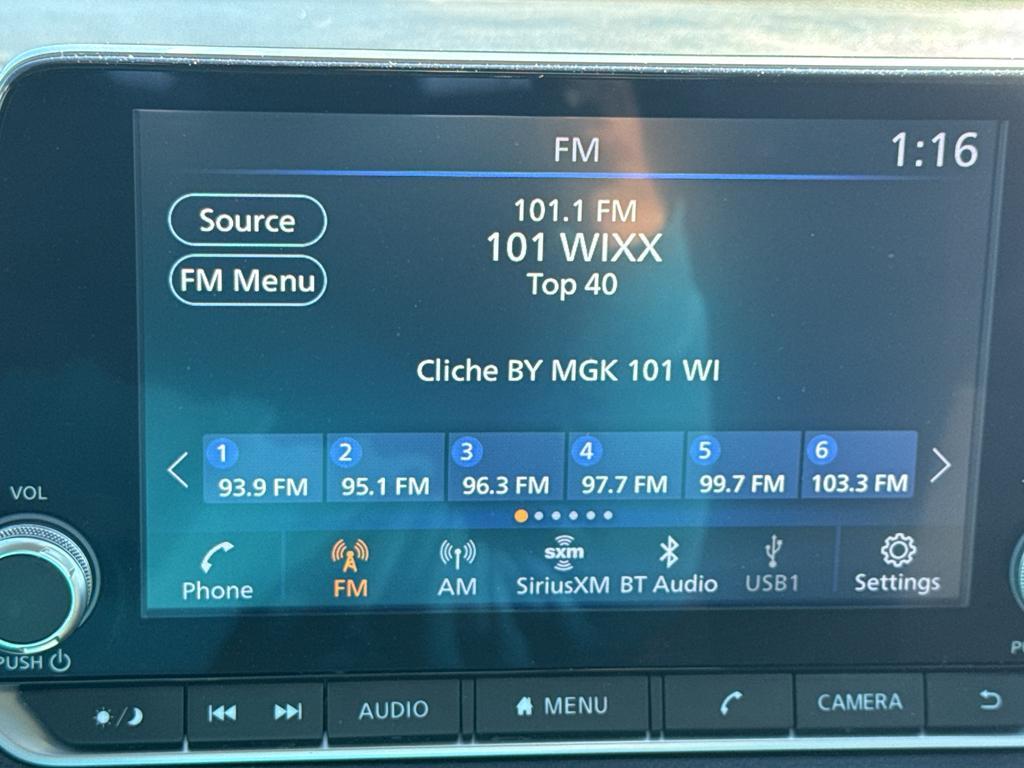 FM
1:16
Source
FM Menu
101.1 FM
101 WIXX
Top 40
Cliche BY MGK 101 WI
1 2 3 4 5 6
93.9 FM 95.1 FM 96.3 FM 97.7 FM 99.7 FM 103.3 FM
sxm
Phone FM AM SiriusXM BT Audio USB1 Settings
VOL
PUSH
AUDIO MENU CAMERA